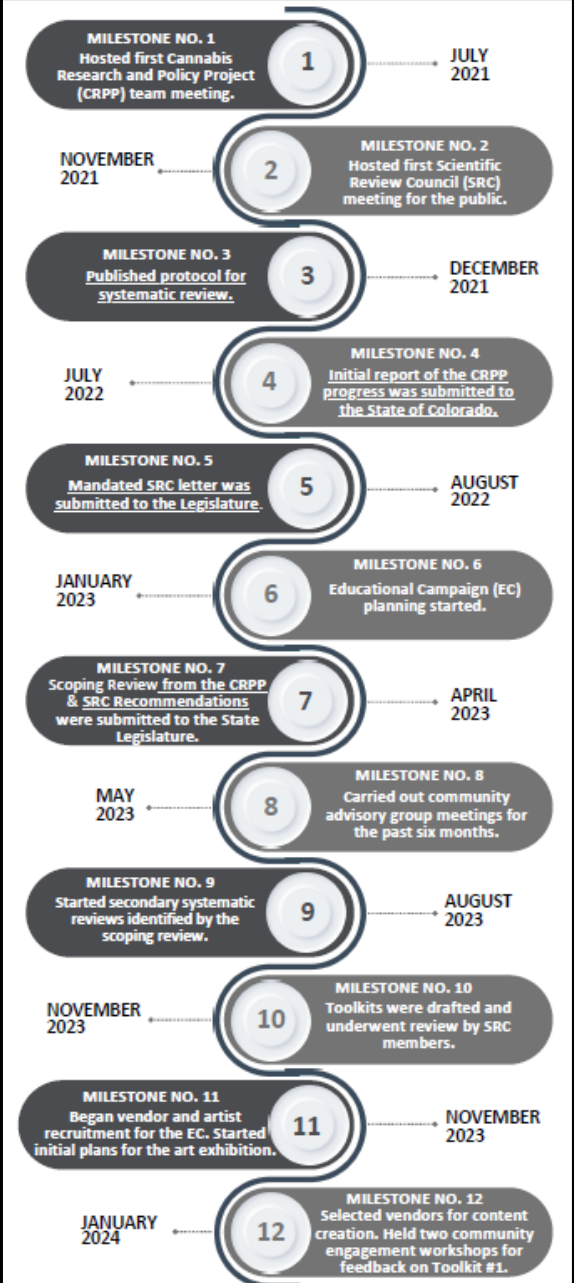 MILESTONE NO. 1
Hosted first Cannabis
Research and Policy Project
(CRPP) team meeting.
1
JULY
2021
NOVEMBER
2021
2
MILESTONE NO. 2
Hosted first Scientific
Review Council (SRC)
meeting for the public.
MILESTONE NO. 3
Published protocol for
systematic review.
3
DECEMBER
2021
JULY
2022
4
MILESTONE NO. 4
Initial report of the CRPP
progress was submitted to
the State of Colorado.
MILESTONE NO. 5
Mandated SRC letter was
submitted to the Legislature.
5
AUGUST
2022
JANUARY
2023
6
MILESTONE NO. 6
Educational Campaign (EC)
planning started.
MILESTONE NO. 7
Scoping Review from the CRPP
& SRC Recommendations
were submitted to the State
Legislature.
7
APRIL
2023
MAY
2023
8
MILESTONE NO. 8
Carried out community
advisory group meetings for
the past six months.
MILESTONE NO. 9
Started secondary systematic
reviews identified by the
scoping review.
9
AUGUST
2023
NOVEMBER
2023
10
MILESTONE NO. 10
Toolkits were drafted and
underwent review by SRC
members.
MILESTONE NO. 11
Began vendor and artist
recruitment for the EC. Started
initial plans for the art exhibition.
11
NOVEMBER
2023
JANUARY
2024
12
MILESTONE NO. 12
Selected vendors for content
creation. Held two community
engagement workshops for
feedback on Toolkit #1.